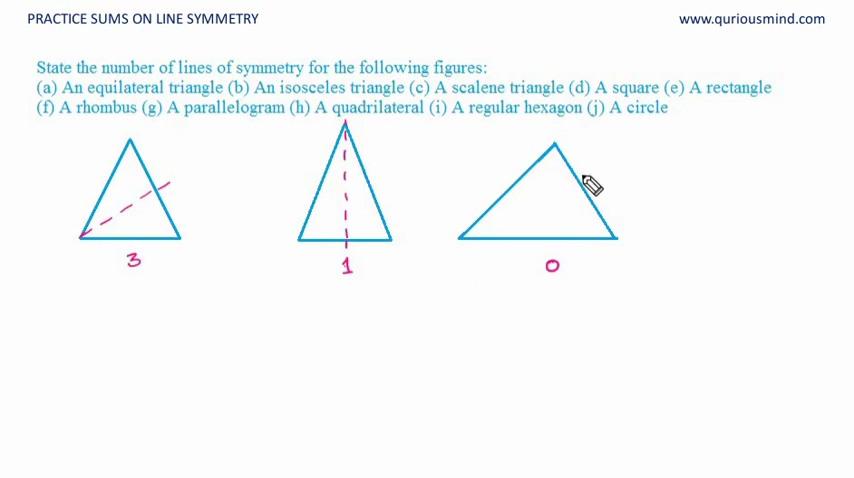 PRACTICE SUMS ON LINE SYMMETRY
www.quriousmind.com
State the number of lines of symmetry for the following figures:
(a) An equilateral triangle (b) An isosceles triangle (c) A scalene triangle (d) A square (e) A rectangle
(f) A rhombus (g) A parallelogram (h) A quadrilateral (i) A regular hexagon (j) A circle
3
1
0